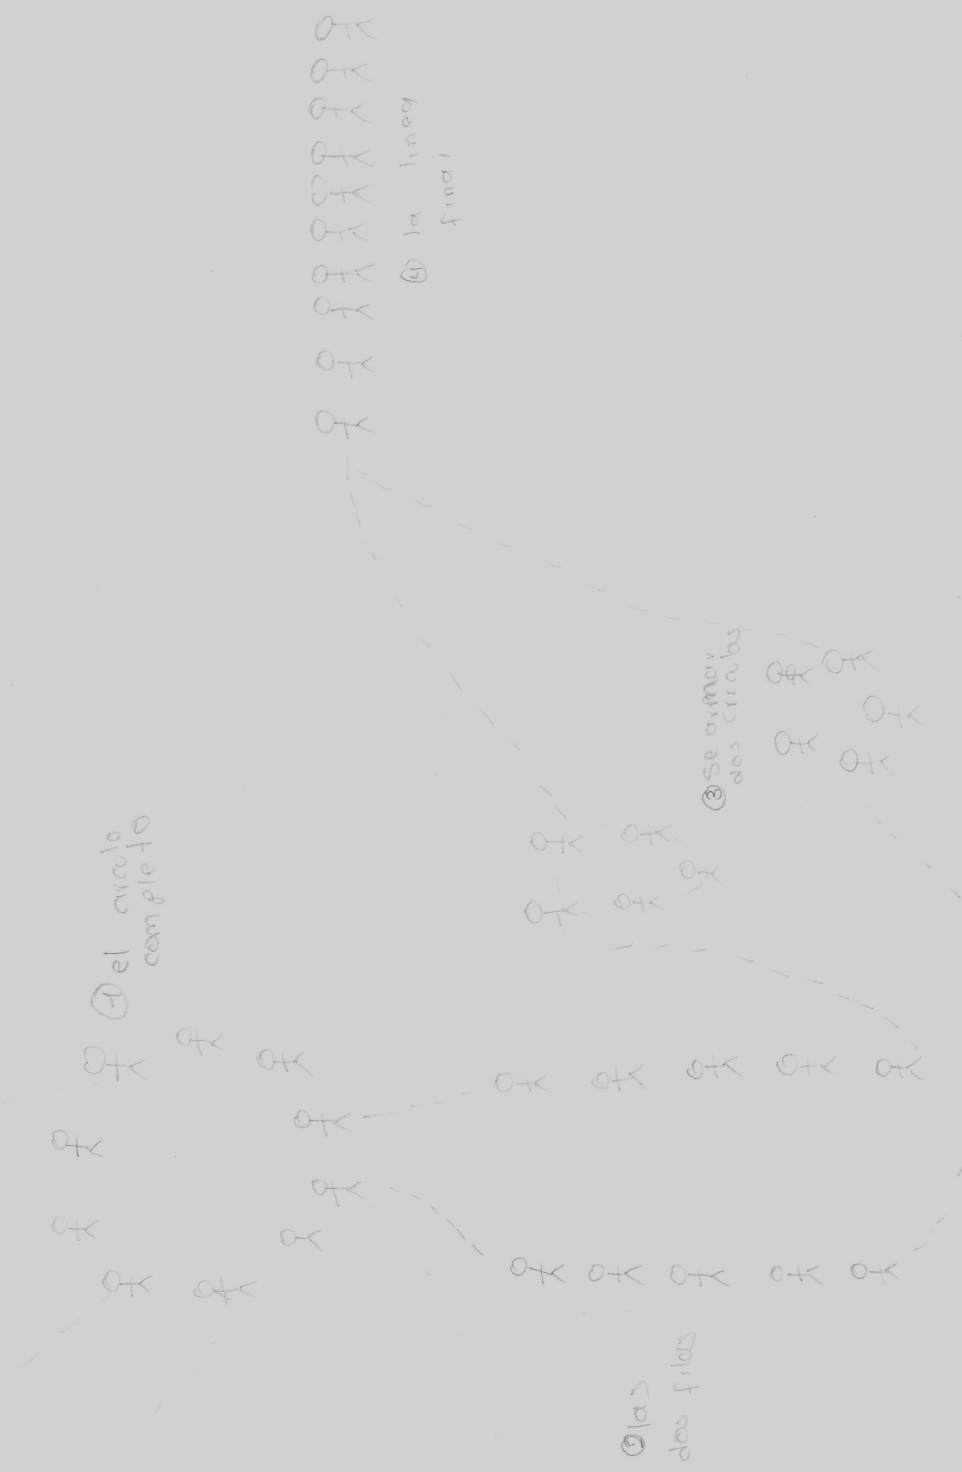 ① el circulo
completo
② las
dos filas
③ se arman
dos circulos
④ la linea
final